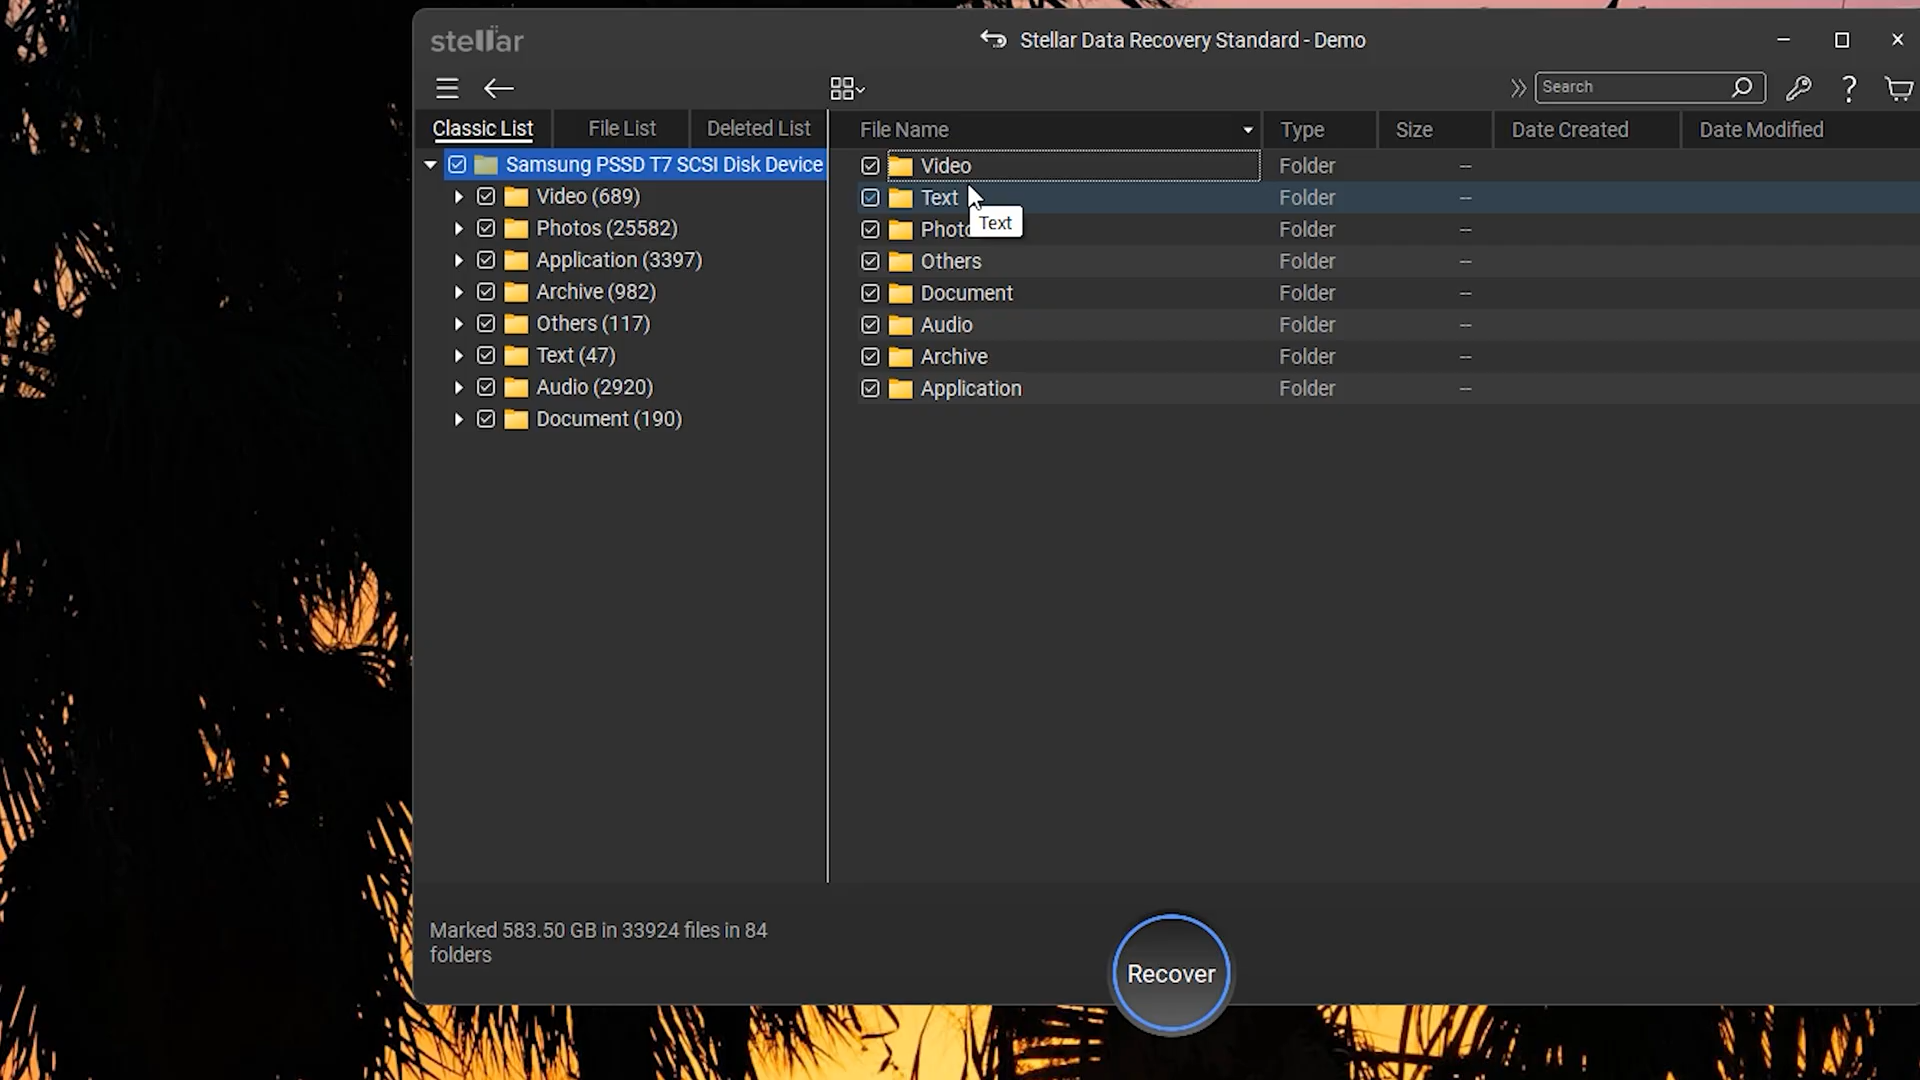 stellar
Stellar Data Recovery Standard - Demo
Search
?
Classic List
File List
Deleted List
File Name
Type
Size
Date Created
Date Modified
Samsung PSSD T7 SCSI Disk Device
Video (689)
Photos (25582)
Application (3397)
Archive (982)
Others (117)
Text (47)
Audio (2920)
Document (190)
Video Folder --
Text Folder --
Text
Photo Folder --
Others Folder --
Document Folder --
Audio Folder --
Archive Folder --
Application Folder --
Marked 583.50 GB in 33924 files in 84
folders
Recover